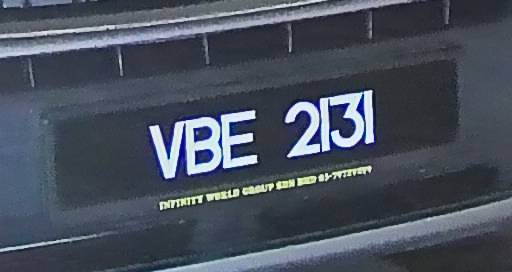 VBE 2131
INFINITY WORLD GROUP SDN BHD